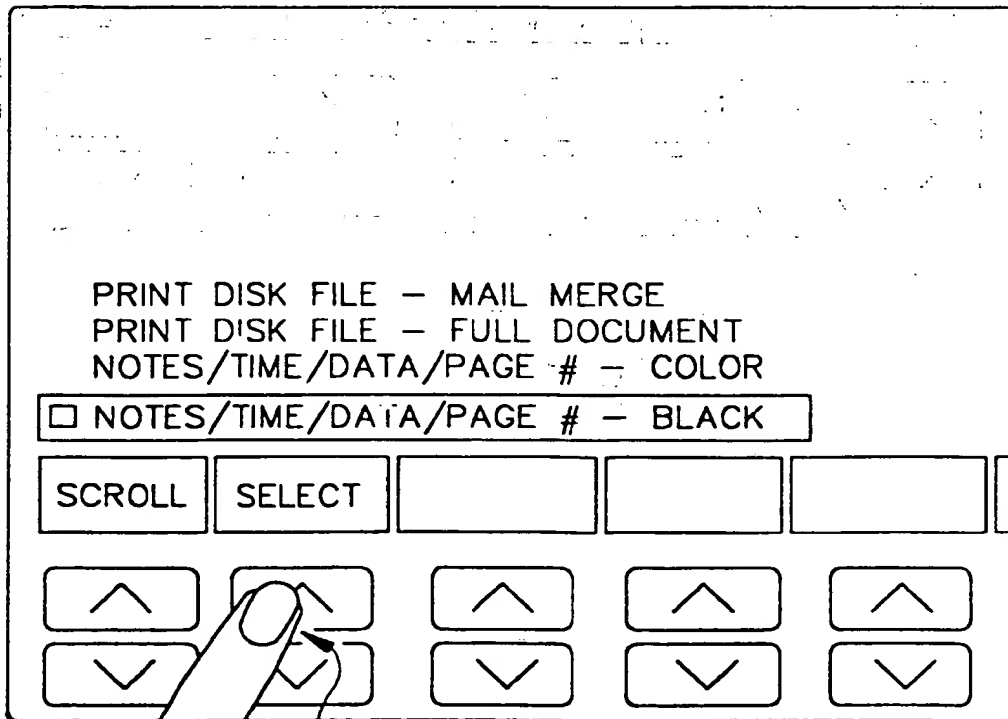 PRINT DISK FILE – MAIL MERGE
PRINT DISK FILE – FULL DOCUMENT
NOTES/TIME/DATA/PAGE # – COLOR
NOTES/TIME/DATA/PAGE # – BLACK
SCROLL SELECT